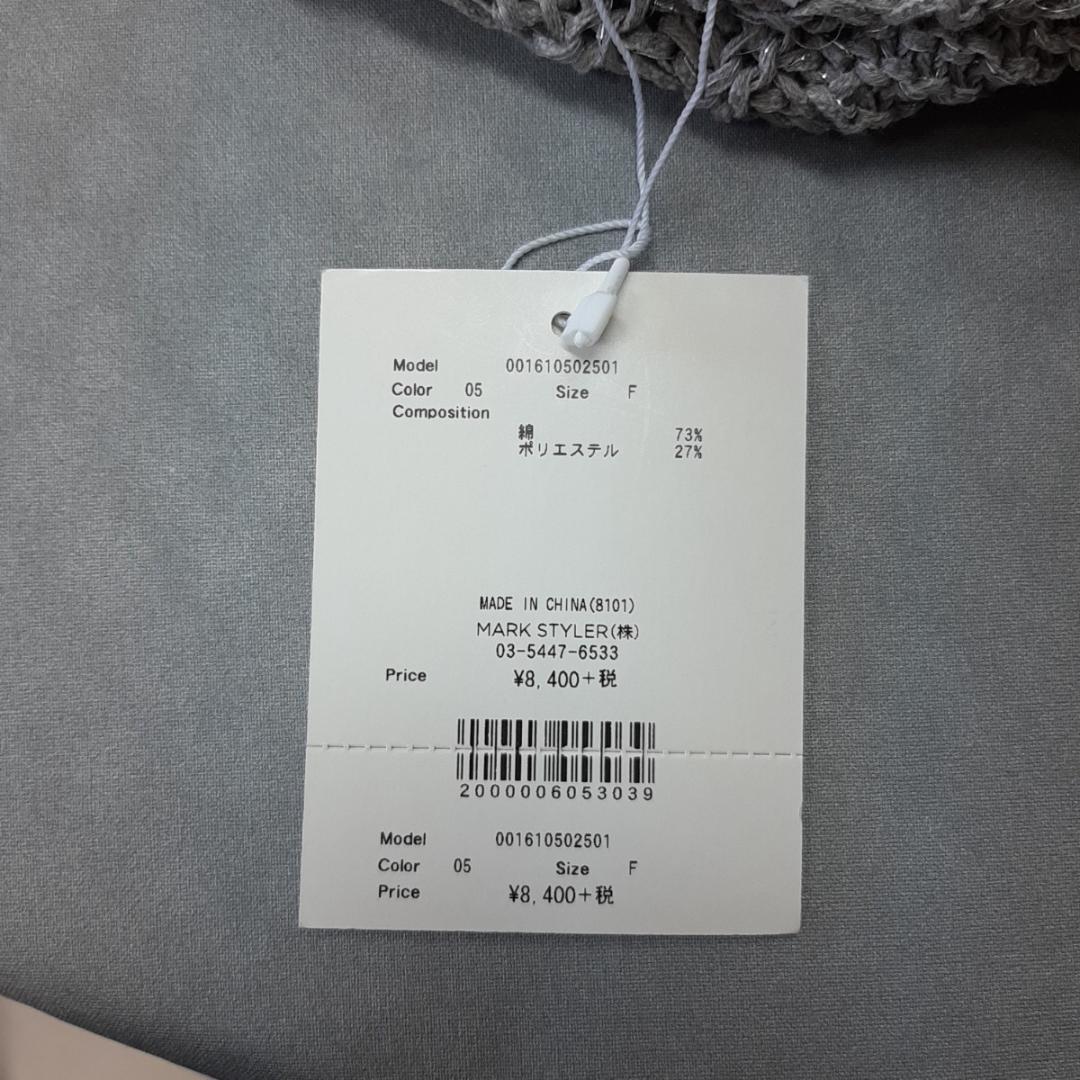 Model 001610502501
Color 05 Size F
Composition
綿 73%
ポリエステル 27%
MADE IN CHINA(8101)
MARK STYLER(株)
03-5447-6533
Price ¥8,400+税
2000006053039
Model 001610502501
Color 05 Size F
Price ¥8,400+税